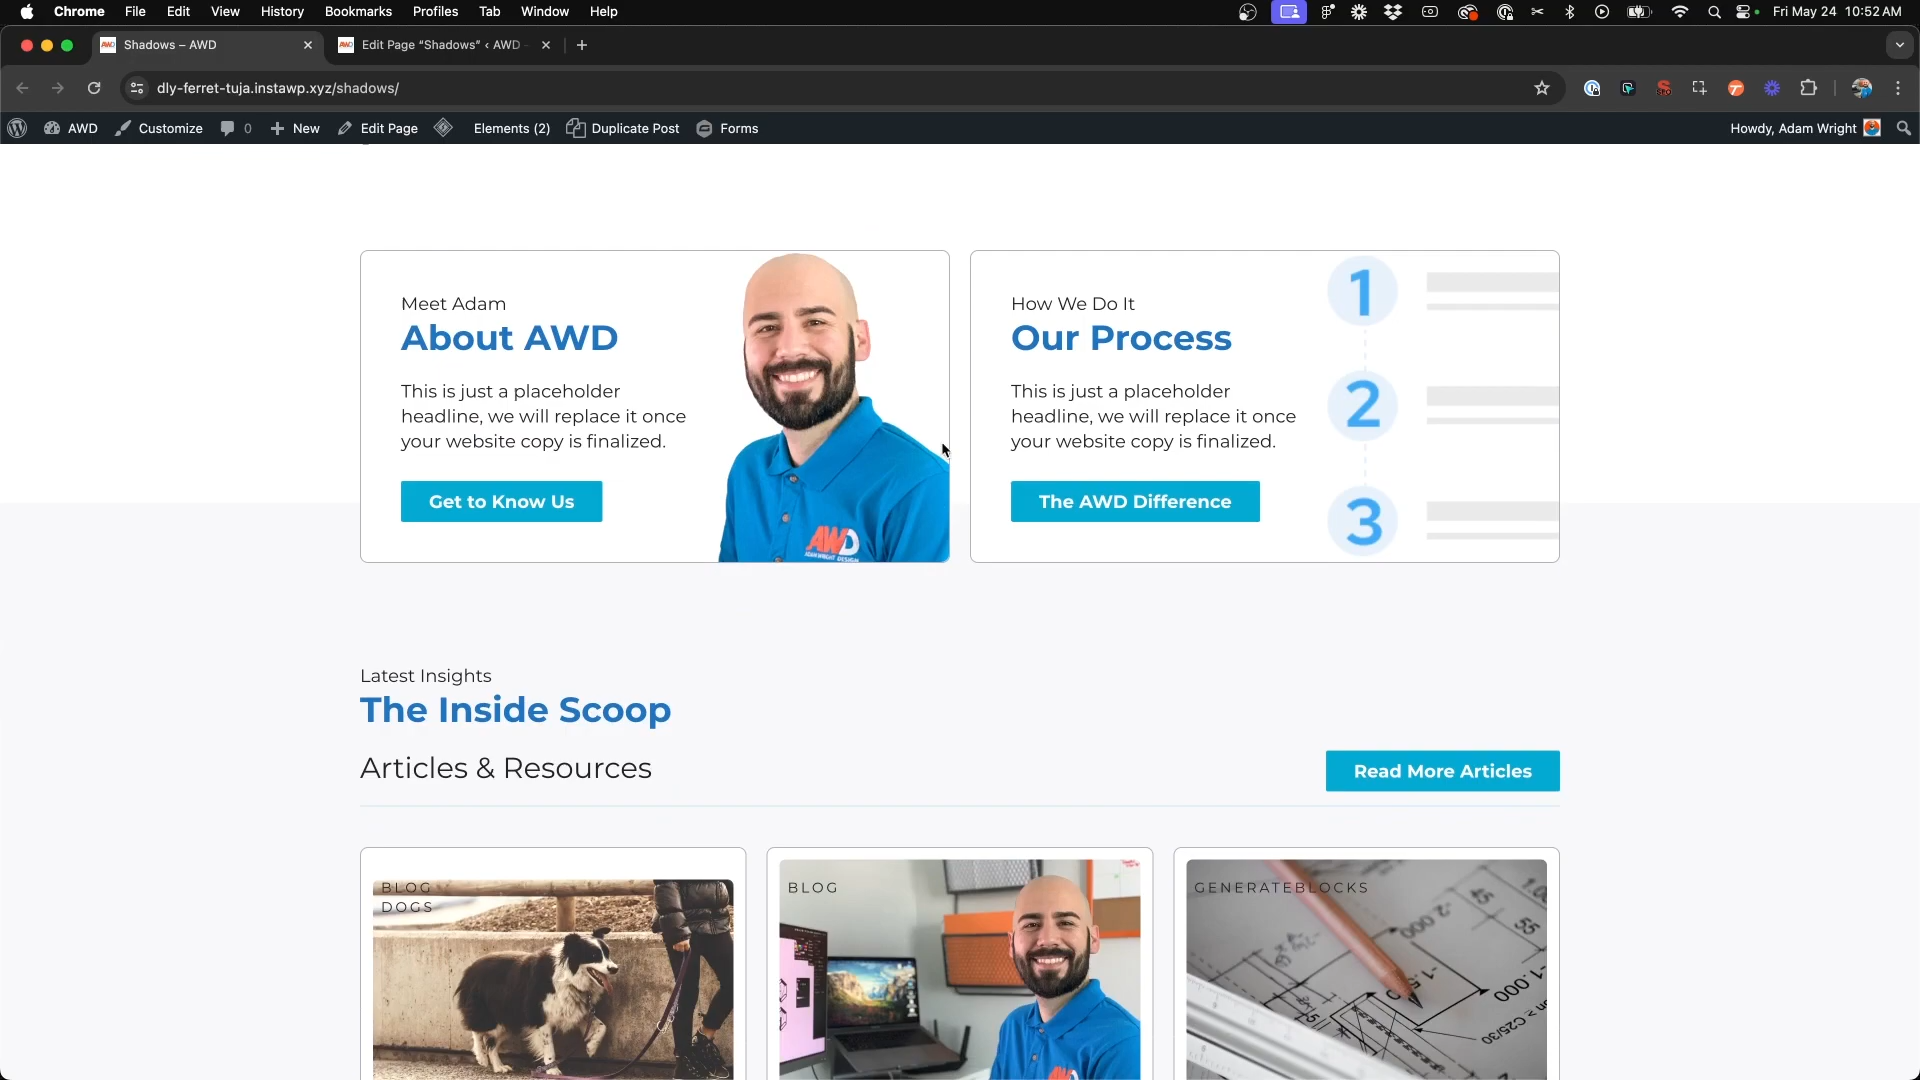 Chrome File Edit View History Bookmarks Profiles Tab Window Help
Fri May 24 10:52 AM
Shadows – AWD
Edit Page “Shadows” ‹ AWD
dly-ferret-tuja.instawp.xyz/shadows/
AWD Customize 0 New Edit Page Elements (2) Duplicate Post Forms
Howdy, Adam Wright
Meet Adam
About AWD
This is just a placeholder
headline, we will replace it once
your website copy is finalized.
Get to Know Us
AWD
ADAM WRIGHT DESIGN
How We Do It
Our Process
This is just a placeholder
headline, we will replace it once
your website copy is finalized.
The AWD Difference
1
2
3
Latest Insights
The Inside Scoop
Articles & Resources
Read More Articles
BLOG
DOGS
BLOG
GENERATEBLOCKS